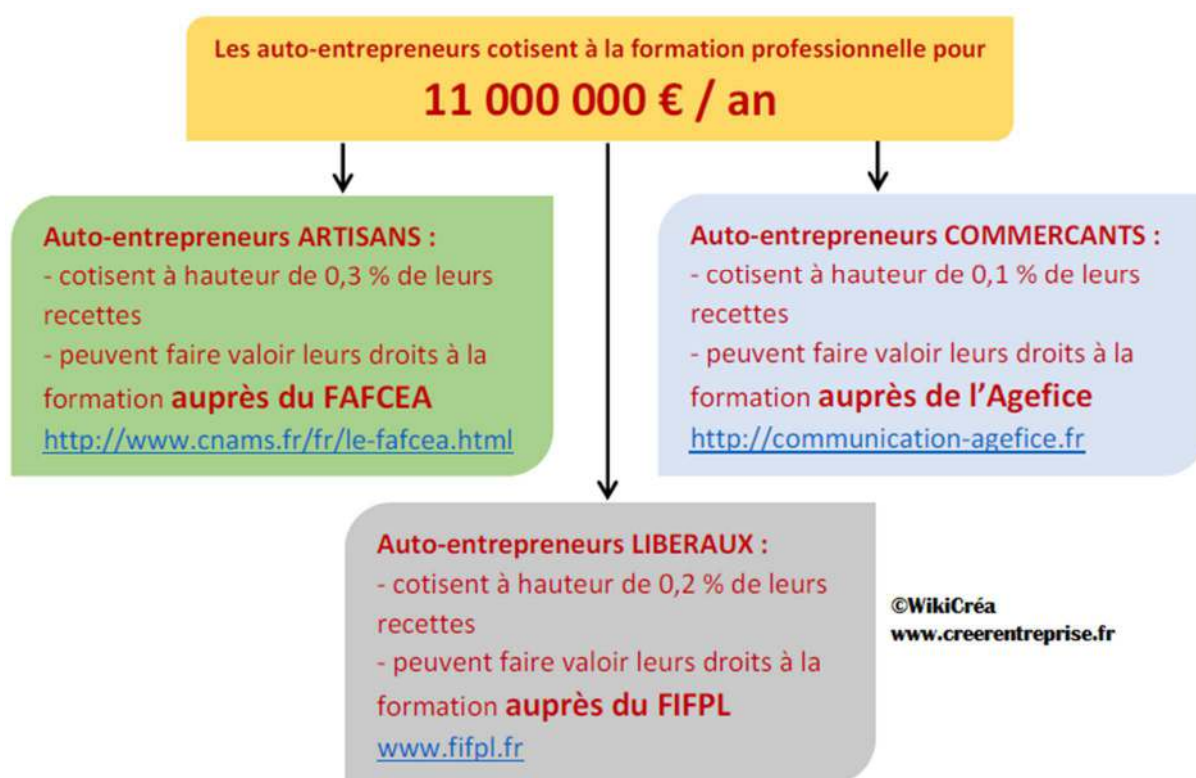 Les auto-entrepreneurs cotisent à la formation professionnelle pour
11 000 000 € / an
Auto-entrepreneurs ARTISANS :
- cotisent à hauteur de 0,3 % de leurs
recettes
- peuvent faire valoir leurs droits à la
formation auprès du FAFCEA
http://www.cnams.fr/fr/le-fafcea.html
Auto-entrepreneurs COMMERCANTS :
- cotisent à hauteur de 0,1 % de leurs
recettes
- peuvent faire valoir leurs droits à la
formation auprès de l’Agefice
http://communication-agefice.fr
Auto-entrepreneurs LIBERAUX :
- cotisent à hauteur de 0,2 % de leurs
recettes
- peuvent faire valoir leurs droits à la
formation auprès du FIFPL
www.fifpl.fr
©WikiCréa
www.creerentreprise.fr